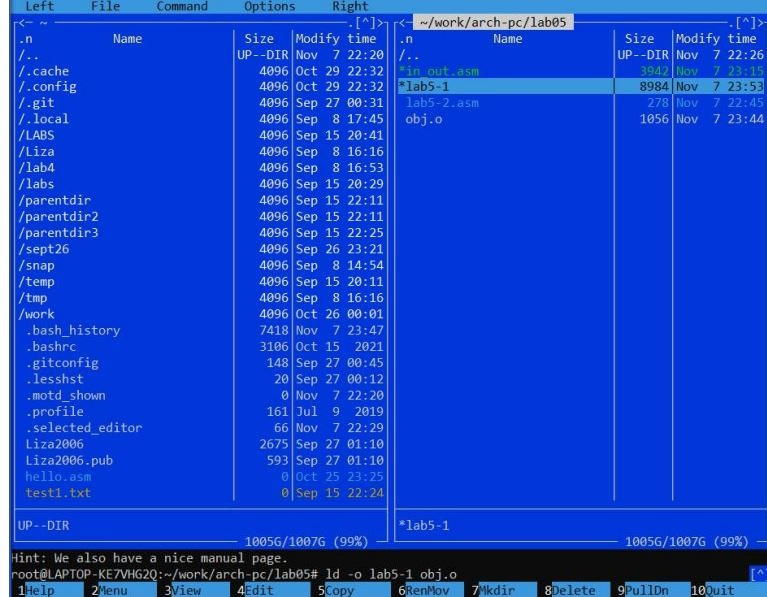 Left File Command Options Right
<─ ~ .[^]> <─ ~/work/arch-pc/lab05 .[^]>
.n Name Size Modify time .n Name Size Modify time
/.. UP--DIR Nov 7 22:20 /.. UP--DIR Nov 7 22:26
/.cache 4096 Oct 29 22:32 *in_out.asm 3942 Nov 7 23:15
/.config 4096 Oct 29 22:32 *lab5-1 8984 Nov 7 23:53
/.git 4096 Sep 27 00:31 lab5-2.asm 278 Nov 7 22:45
/.local 4096 Sep 8 17:45 obj.o 1056 Nov 7 23:44
/LABS 4096 Sep 15 20:41
/Liza 4096 Sep 8 16:16
/lab4 4096 Sep 8 16:53
/labs 4096 Sep 15 20:29
/parentdir 4096 Sep 15 22:11
/parentdir2 4096 Sep 15 22:11
/parentdir3 4096 Sep 15 22:25
/sept26 4096 Sep 26 23:21
/snap 4096 Sep 8 14:54
/temp 4096 Sep 15 20:11
/tmp 4096 Sep 8 16:16
/work 4096 Oct 26 00:01
.bash_history 7418 Nov 7 23:47
.bashrc 3106 Oct 15 2021
.gitconfig 148 Sep 27 00:45
.lesshst 20 Sep 27 00:12
.motd_shown 0 Nov 7 22:20
.profile 161 Jul 9 2019
.selected_editor 66 Nov 7 22:29
Liza2006 2675 Sep 27 01:10
Liza2006.pub 593 Sep 27 01:10
hello.asm 0 Oct 25 23:25
test1.txt 0 Sep 15 22:24
UP--DIR *lab5-1
1005G/1007G (99%) 1005G/1007G (99%)
Hint: We also have a nice manual page.
root@LAPTOP-KE7VHG2Q:~/work/arch-pc/lab05# ld -o lab5-1 obj.o [^]
1Help 2Menu 3View 4Edit 5Copy 6RenMov 7Mkdir 8Delete 9PullDn 10Quit